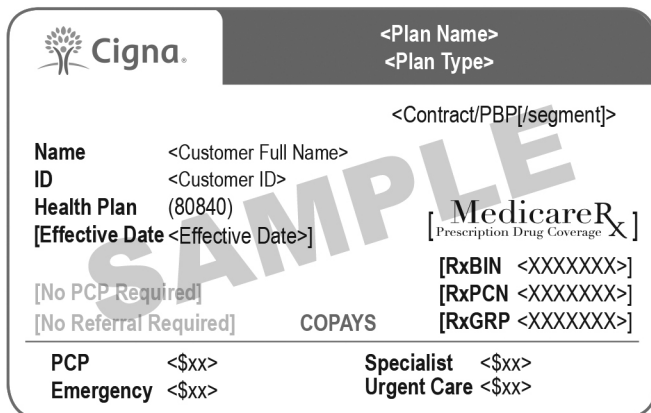 Cigna.
<Plan Name>
<Plan Type>
<Contract/PBP[/segment]>
Name <Customer Full Name>
ID <Customer ID>
Health Plan (80840)
[Effective Date <Effective Date>]
[MedicareRx
Prescription Drug Coverage]
[RxBIN <XXXXXXX>]
[No PCP Required]
[RxPCN <XXXXXXX>]
[No Referral Required] COPAYS [RxGRP <XXXXXXX>]
PCP <$xx> Specialist <$xx>
Emergency <$xx> Urgent Care <$xx>
SAMPLE